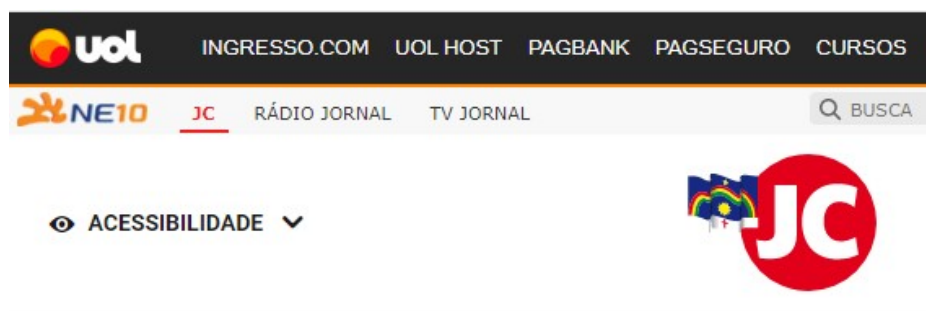 uol INGRESSO.COM UOL HOST PAGBANK PAGSEGURO CURSOS
NE10 JC RÁDIO JORNAL TV JORNAL BUSCA
ACESSIBILIDADE
JC